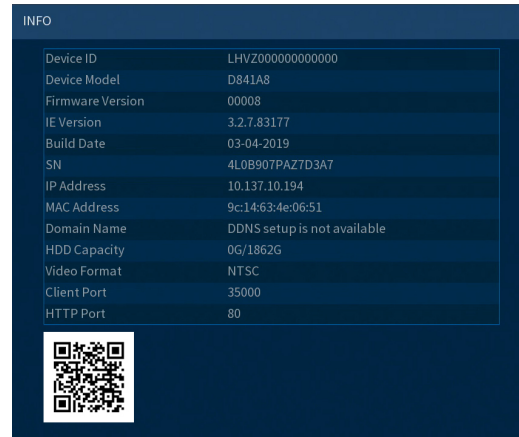 INFO
Device ID LHVZ000000000000
Device Model D841A8
Firmware Version 00008
IE Version 3.2.7.83177
Build Date 03-04-2019
SN 4L0B907PAZ7D3A7
IP Address 10.137.10.194
MAC Address 9c:14:63:4e:06:51
Domain Name DDNS setup is not available
HDD Capacity 0G/1862G
Video Format NTSC
Client Port 35000
HTTP Port 80